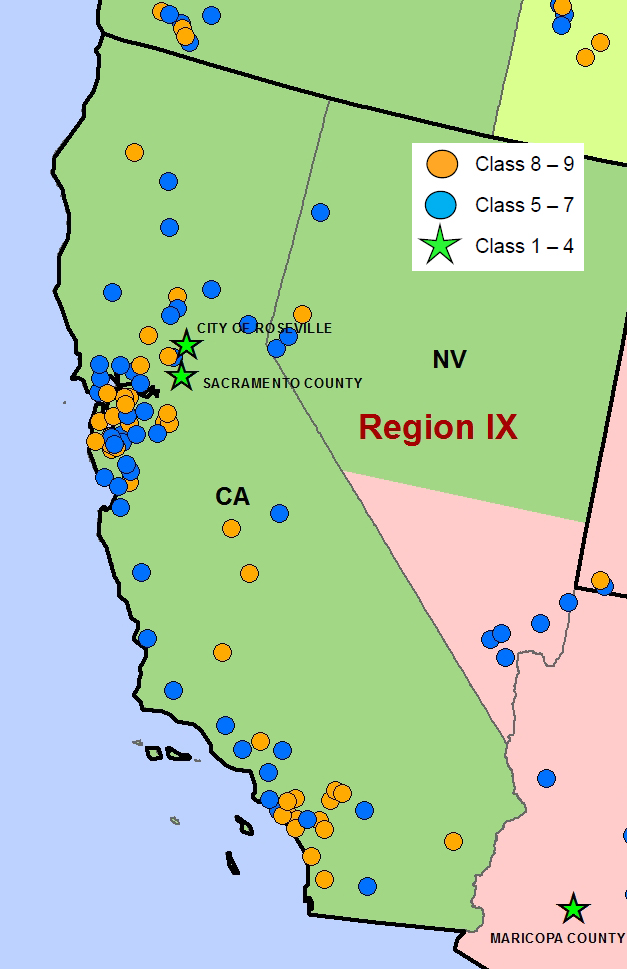 Class 8 – 9
Class 5 – 7
Class 1 – 4
CITY OF ROSEVILLE
NV
SACRAMENTO COUNTY
Region IX
CA
MARICOPA COUNTY